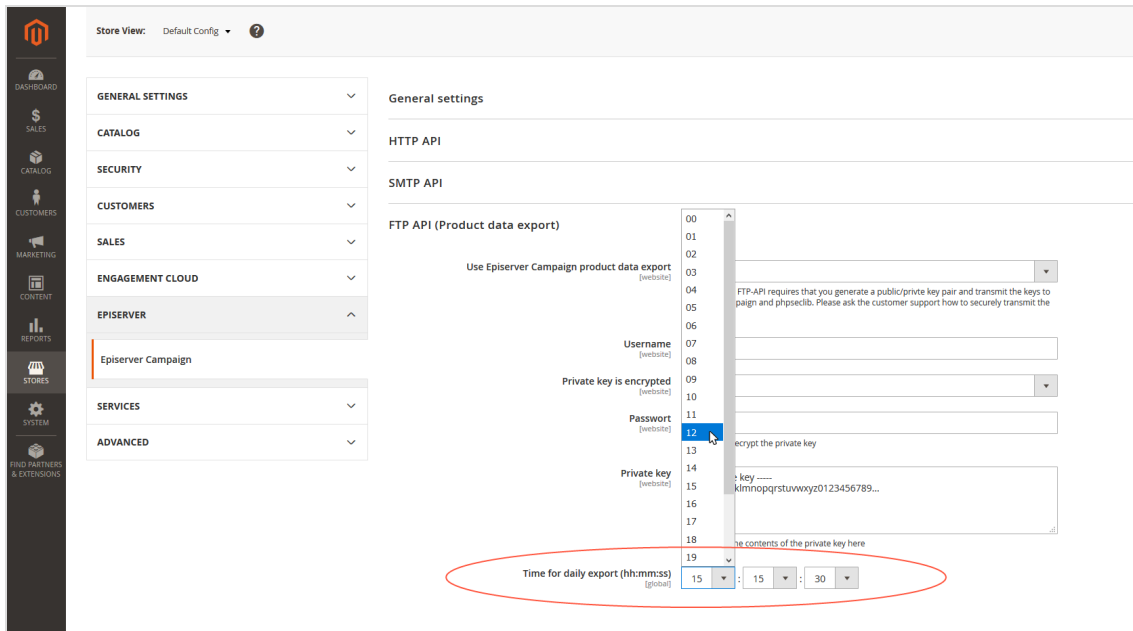 Store View: Default Config ?
DASHBOARD
$
SALES
CATALOG
CUSTOMERS
MARKETING
CONTENT
REPORTS
STORES
SYSTEM
FIND PARTNERS
& EXTENSIONS
GENERAL SETTINGS
CATALOG
SECURITY
CUSTOMERS
SALES
ENGAGEMENT CLOUD
EPISERVER
Episerver Campaign
SERVICES
ADVANCED
General settings
HTTP API
SMTP API
FTP API (Product data export)
Use Episerver Campaign product data export
[website]
FTP-API requires that you generate a public/privte key pair and transmit the keys to
paign and phpseclib. Please ask the customer support how to securely transmit the
Username
[website]
Private key is encrypted
[website]
Passwort
[website]
ecrypt the private key
Private key
[website]
key -----
klmnopqrstuvwxyz0123456789...
he contents of the private key here
00
01
02
03
04
05
06
07
08
09
10
11
12
13
14
15
16
17
18
19
Time for daily export (hh:mm:ss)
[global]
15 : 15 : 30